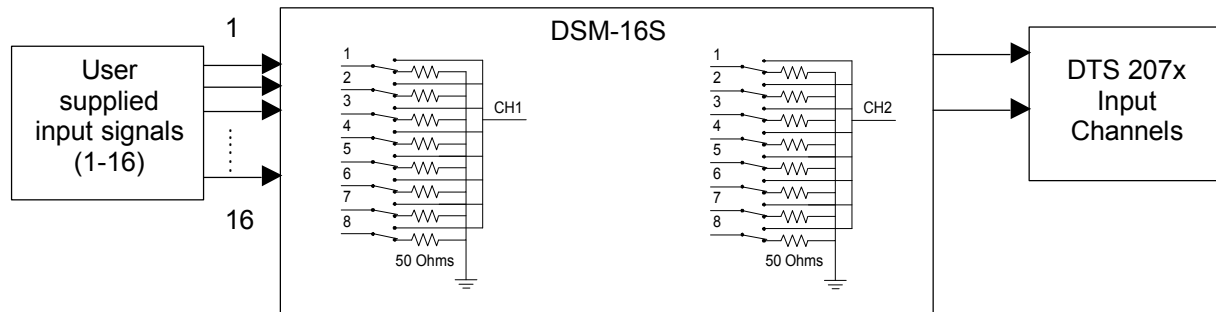 1
User
supplied
input signals
(1-16)
16
DSM-16S
1
2
3
4
5
6
7
8
CH1
50 Ohms
1
2
3
4
5
6
7
8
CH2
50 Ohms
DTS 207x
Input
Channels